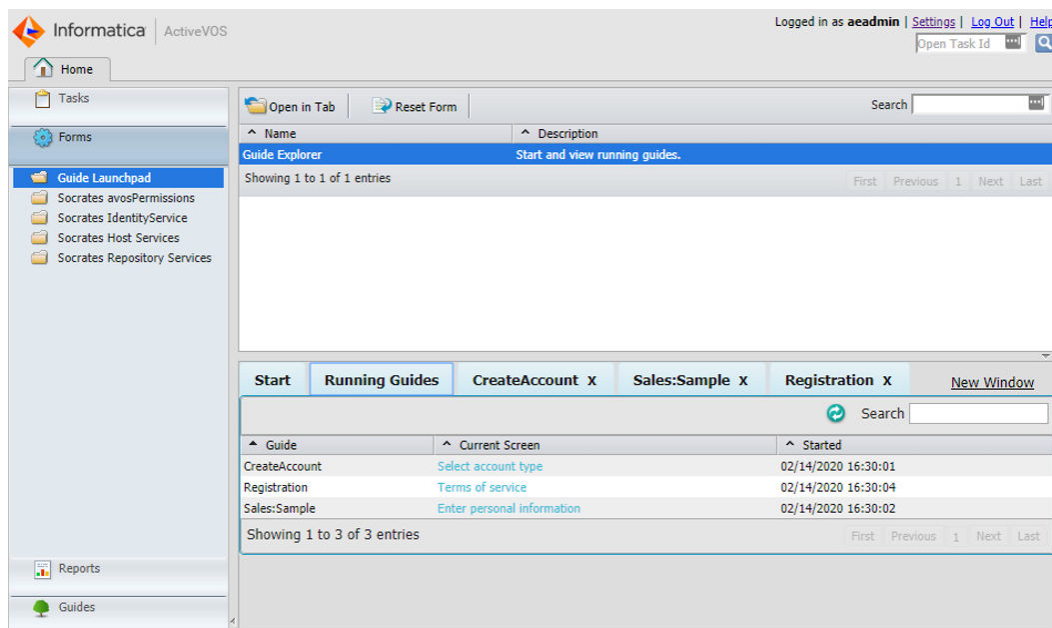 Informatica ActiveVOS
Logged in as aeadmin | Settings | Log Out | Help
Open Task Id
Home
Tasks
Forms
Guide Launchpad
Socrates avosPermissions
Socrates IdentityService
Socrates Host Services
Socrates Repository Services
Reports
Guides
Open in Tab Reset Form Search
Name Description
Guide Explorer Start and view running guides.
Showing 1 to 1 of 1 entries First Previous 1 Next Last
Start Running Guides CreateAccount X Sales:Sample X Registration X New Window
Search
Guide Current Screen Started
CreateAccount Select account type 02/14/2020 16:30:01
Registration Terms of service 02/14/2020 16:30:04
Sales:Sample Enter personal information 02/14/2020 16:30:02
Showing 1 to 3 of 3 entries First Previous 1 Next Last